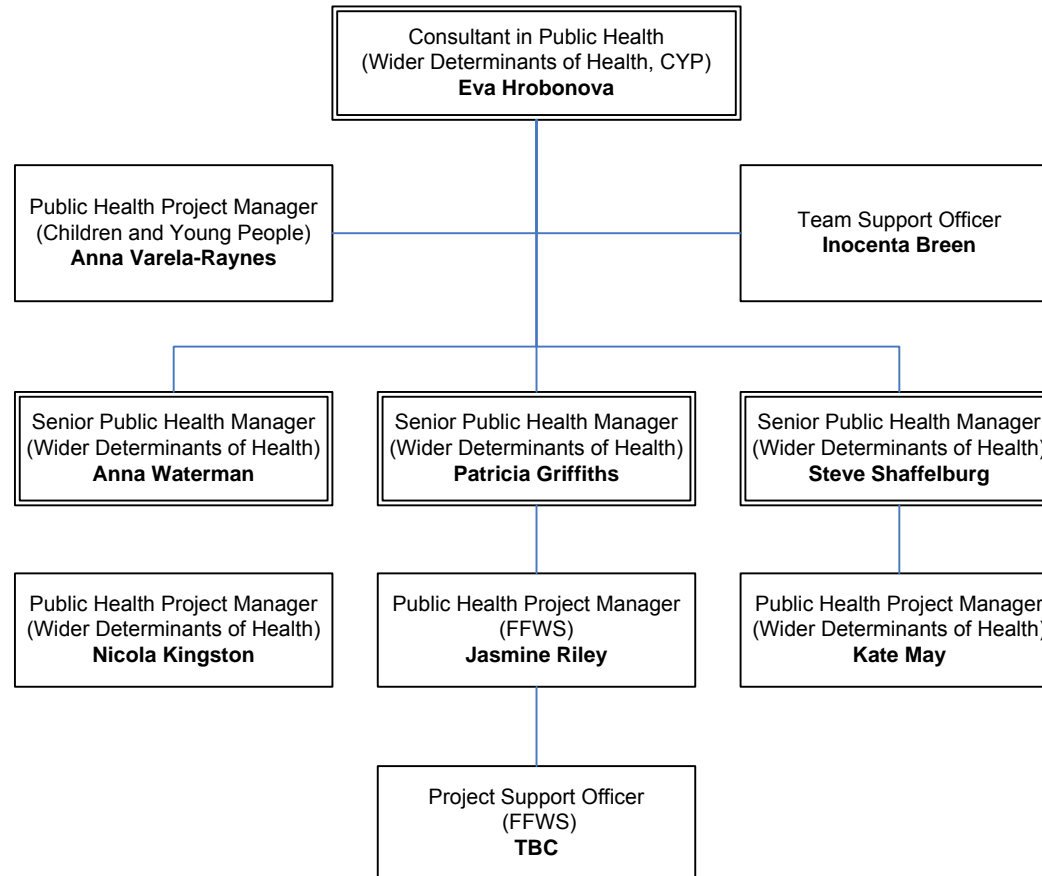 Consultant in Public Health
(Wider Determinants of Health, CYP)
Eva Hrobonova
Public Health Project Manager
(Children and Young People)
Anna Varela-Raynes
Team Support Officer
Inocenta Breen
Senior Public Health Manager
(Wider Determinants of Health)
Anna Waterman
Senior Public Health Manager
(Wider Determinants of Health)
Patricia Griffiths
Senior Public Health Manager
(Wider Determinants of Health)
Steve Shaffelburg
Public Health Project Manager
(Wider Determinants of Health)
Nicola Kingston
Public Health Project Manager
(FFWS)
Jasmine Riley
Public Health Project Manager
(Wider Determinants of Health)
Kate May
Project Support Officer
(FFWS)
TBC